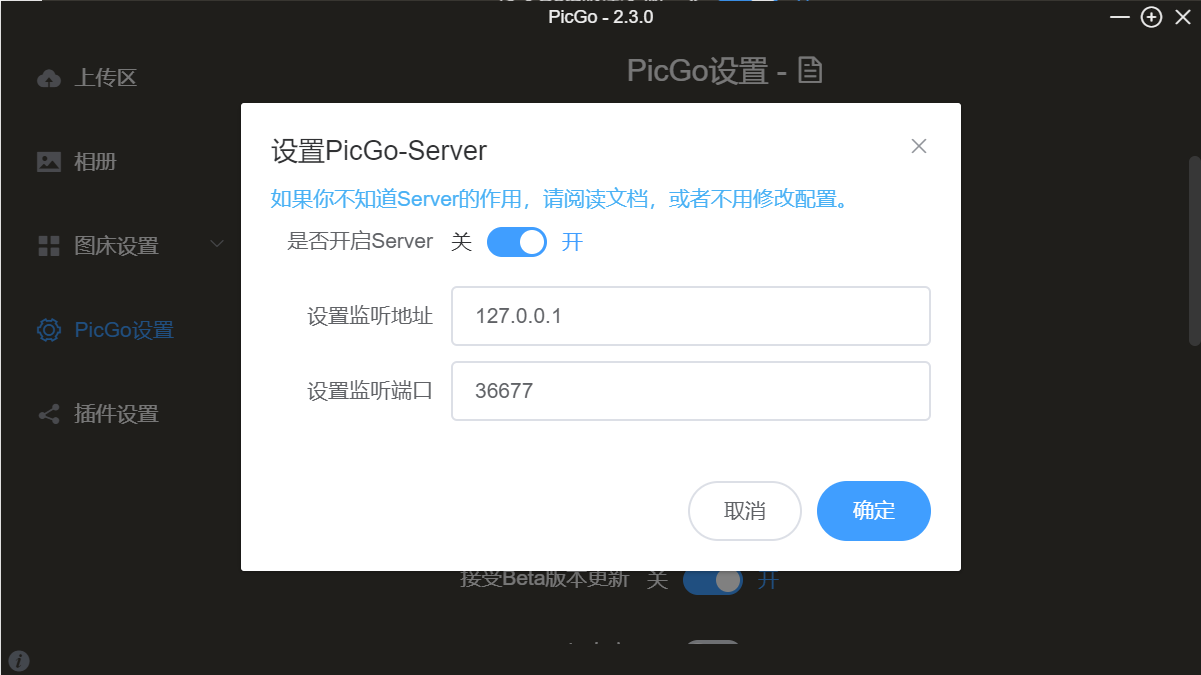 PicGo - 2.3.0
上传区
PicGo设置 -
相册
图床设置
PicGo设置
插件设置
设置PicGo-Server
如果你不知道Server的作用，请阅读文档，或者不用修改配置。
是否开启Server 关 开
设置监听地址 127.0.0.1
设置监听端口 36677
取消 确定
接受Beta版本更新 关 开